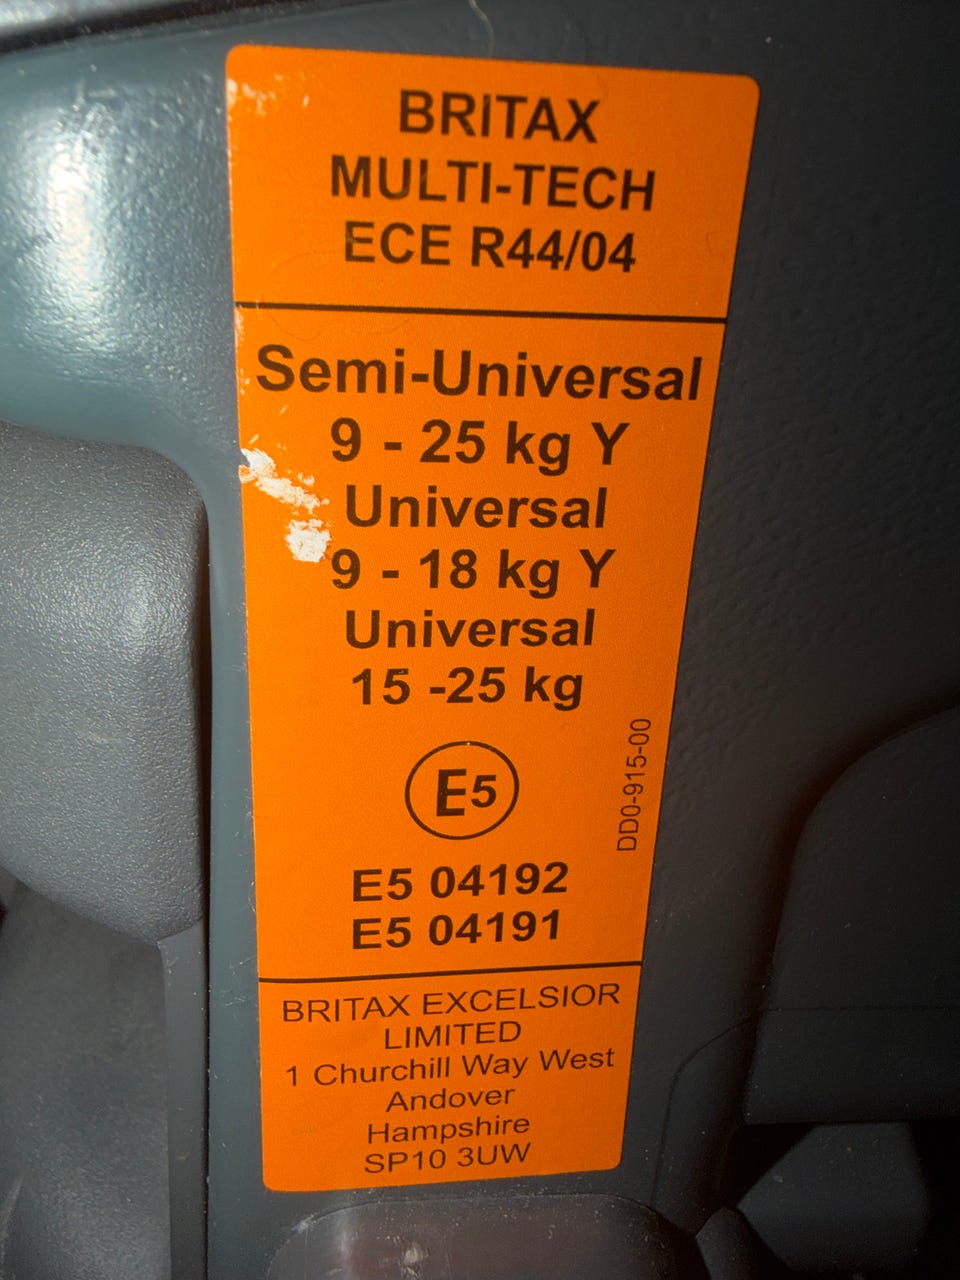 BRITAX
MULTI-TECH
ECE R44/04
Semi-Universal
9 - 25 kg Y
Universal
9 - 18 kg Y
Universal
15 -25 kg
E5
DD0-915-00
E5 04192
E5 04191
BRITAX EXCELSIOR
LIMITED
1 Churchill Way West
Andover
Hampshire
SP10 3UW